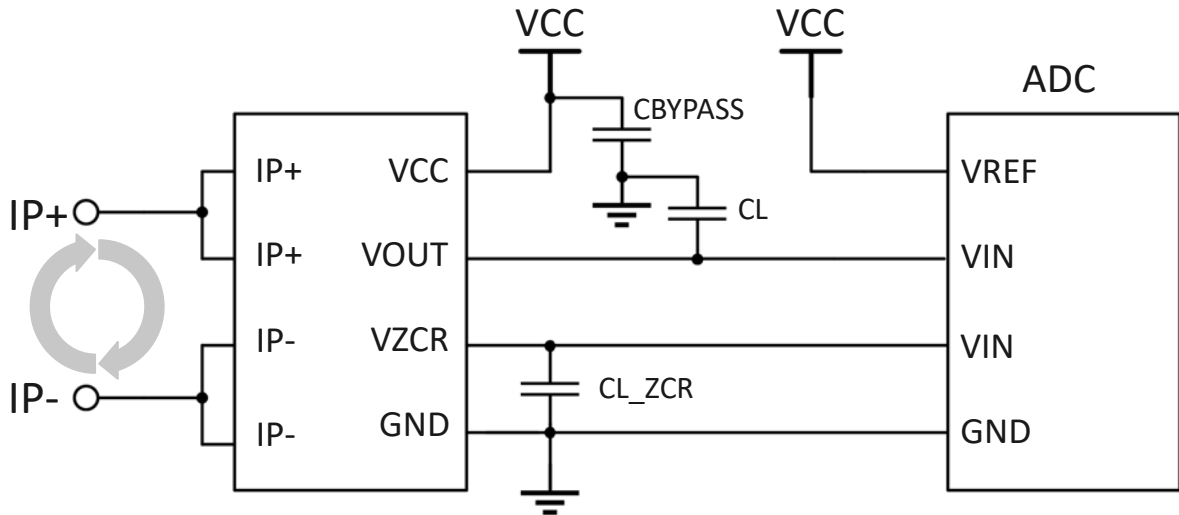 VCC
VCC
ADC
CBYPASS
IP+
VCC
VREF
IP+
CL
IP+
VOUT
VIN
IP-
VZCR
VIN
IP-
CL_ZCR
IP-
GND
GND